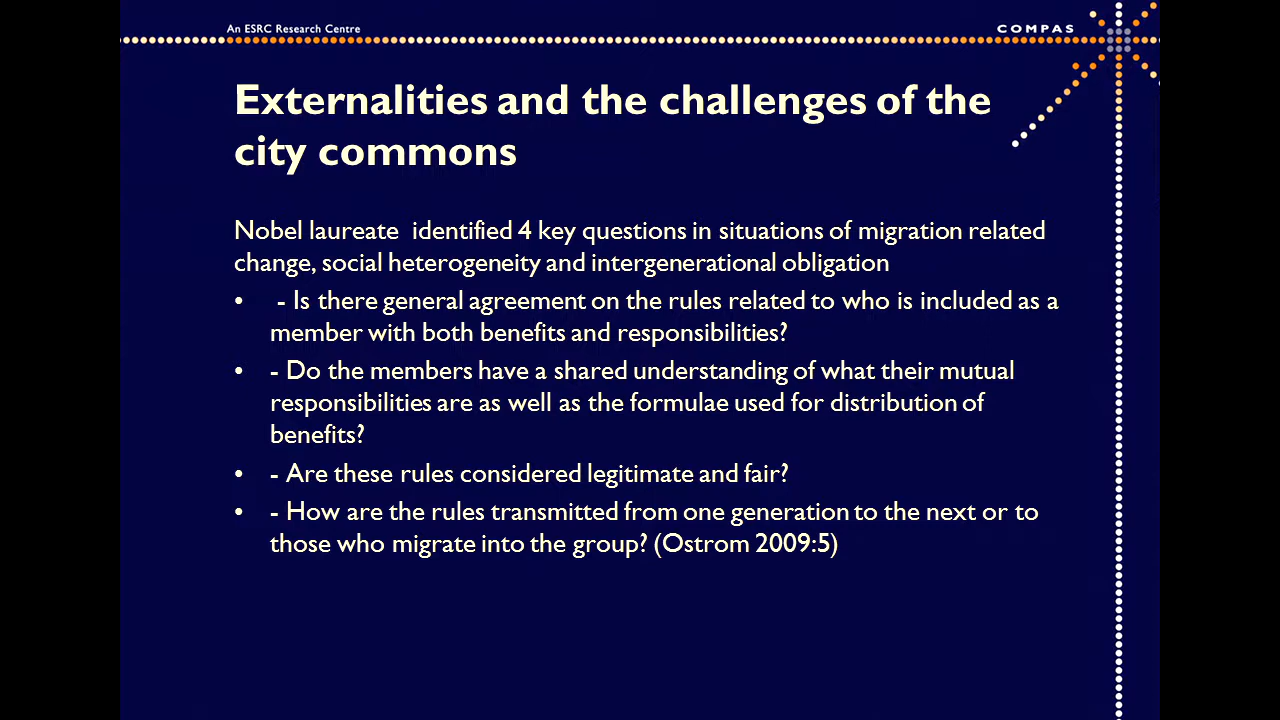 An ESRC Research Centre
COMPAS
Externalities and the challenges of the
city commons
Nobel laureate  identified 4 key questions in situations of migration related
change, social heterogeneity and intergenerational obligation
•  - Is there general agreement on the rules related to who is included as a
member with both benefits and responsibilities?
• - Do the members have a shared understanding of what their mutual
responsibilities are as well as the formulae used for distribution of
benefits?
• - Are these rules considered legitimate and fair?
• - How are the rules transmitted from one generation to the next or to
those who migrate into the group? (Ostrom 2009:5)